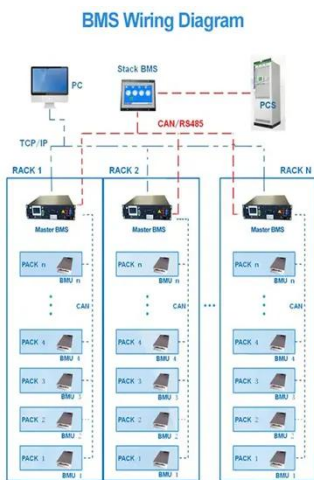 BMS Wiring Diagram
PC
Stack BMS
PCS
CAN/RS485
TCP/IP
RACK 1
RACK 2
RACK N
Master BMS
Master BMS
Master BMS
PACK n
BMU n
PACK n
BMU n
PACK n
BMU n
CAN
CAN
CAN
PACK 4
BMU 4
PACK 4
BMU 4
PACK 4
BMU 4
PACK 3
BMU 3
PACK 3
BMU 3
PACK 3
BMU 3
PACK 2
BMU 2
PACK 2
BMU 2
PACK 2
BMU 2
PACK 1
BMU 1
PACK 1
BMU 1
PACK 1
BMU 1